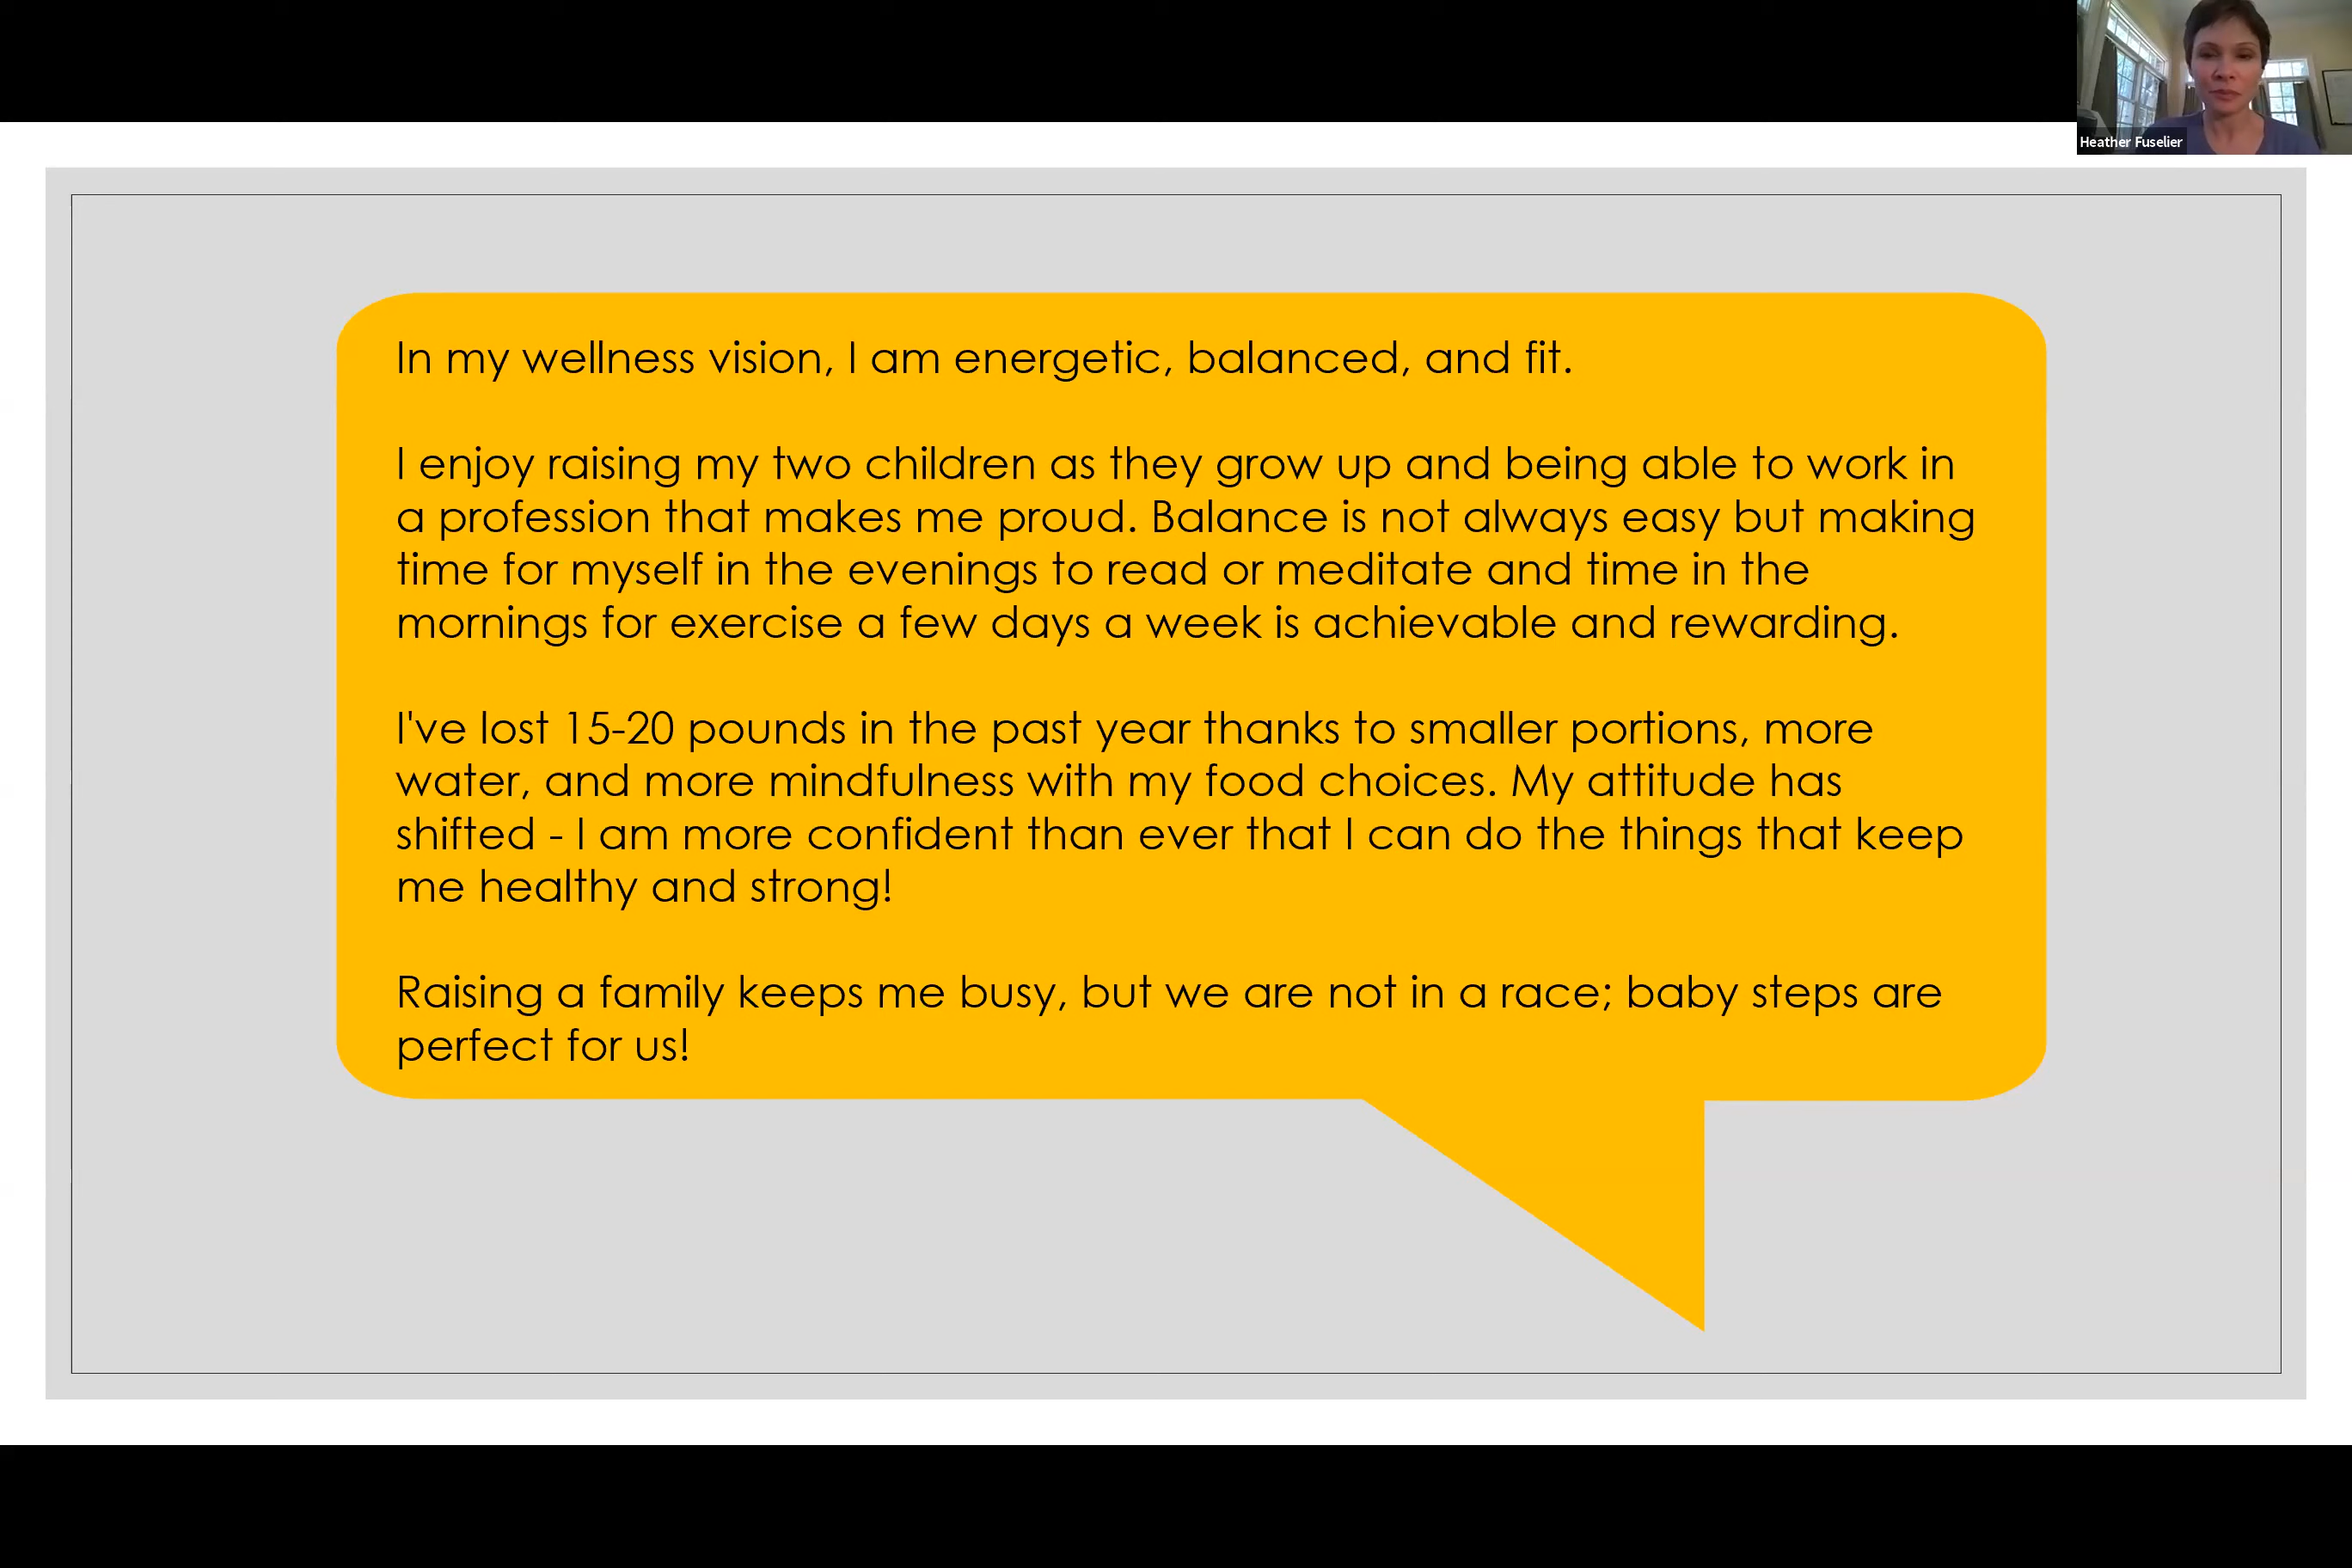 Heather Fuselier
In my wellness vision, I am energetic, balanced, and fit.
I enjoy raising my two children as they grow up and being able to work in
a profession that makes me proud. Balance is not always easy but making
time for myself in the evenings to read or meditate and time in the
mornings for exercise a few days a week is achievable and rewarding.
I've lost 15-20 pounds in the past year thanks to smaller portions, more
water, and more mindfulness with my food choices. My attitude has
shifted - I am more confident than ever that I can do the things that keep
me healthy and strong!
Raising a family keeps me busy, but we are not in a race; baby steps are
perfect for us!